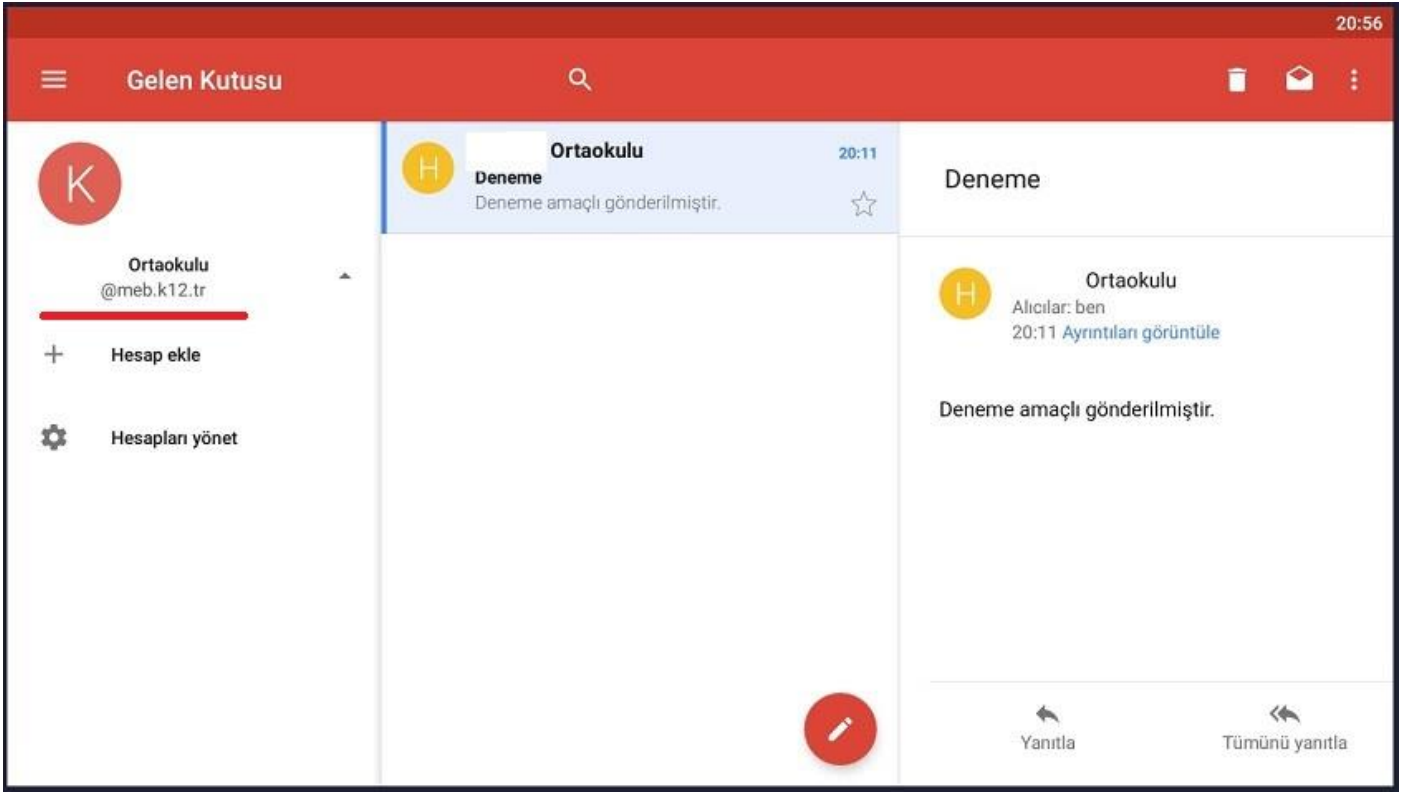 20:56
Gelen Kutusu
K
Ortaokulu
@meb.k12.tr
Hesap ekle
Hesapları yönet
H
Ortaokulu
20:11
Deneme
Deneme amaçlı gönderilmiştir.
Deneme
H
Ortaokulu
Alıcılar: ben
20:11 Ayrıntıları görüntüle
Deneme amaçlı gönderilmiştir.
Yanıtla
Tümünü yanıtla